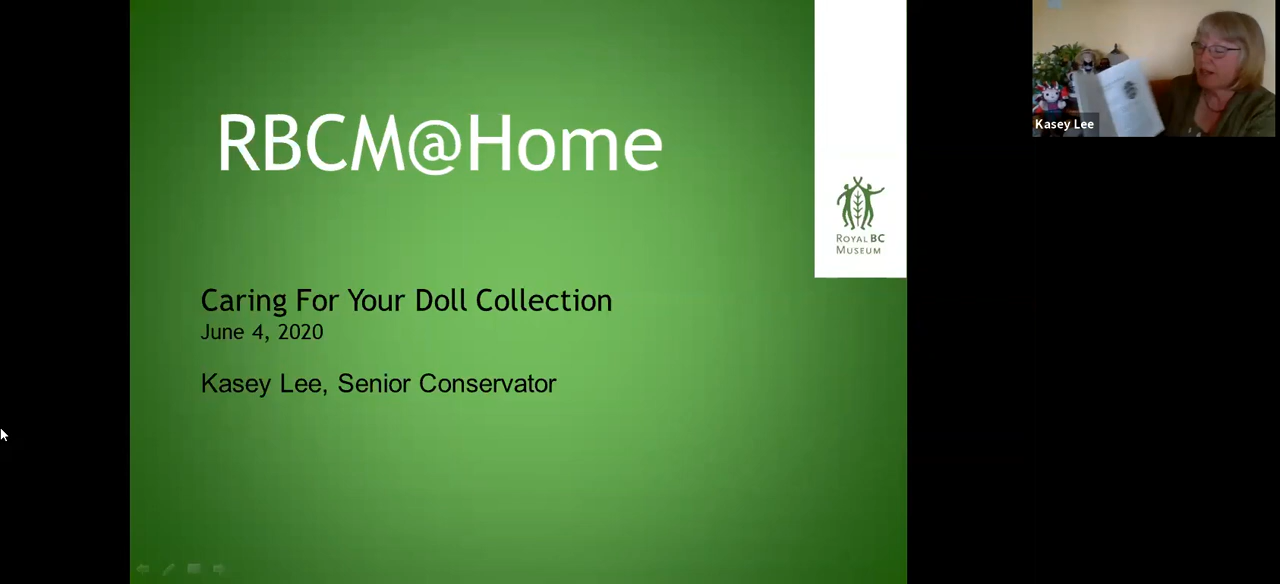 RBCM@Home
ROYAL BC
MUSEUM
Caring For Your Doll Collection
June 4, 2020
Kasey Lee, Senior Conservator
Kasey Lee